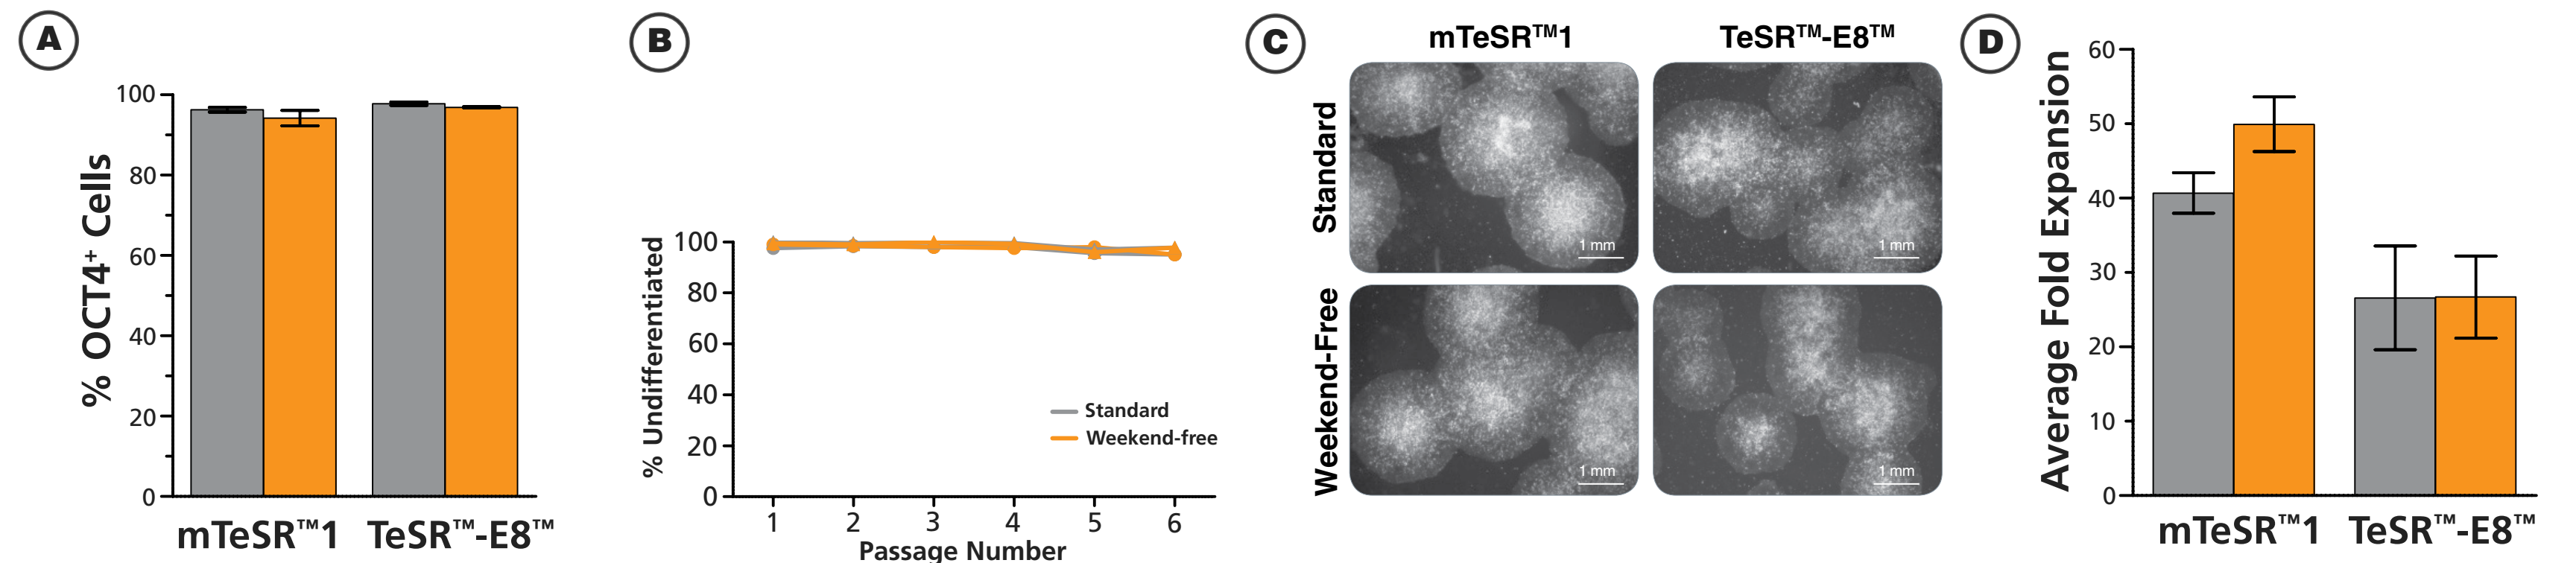 A
% OCT4⁺ Cells
100
80
60
40
20
0
mTeSR™1 TeSR™-E8™
B
% Undifferentiated
100
80
60
40
20
0
Standard
Weekend-free
1 2 3 4 5 6
Passage Number
C
mTeSR™1 TeSR™-E8™
Standard
1 mm 1 mm
Weekend-Free
1 mm 1 mm
D
Average Fold Expansion
60
50
40
30
20
10
0
mTeSR™1 TeSR™-E8™